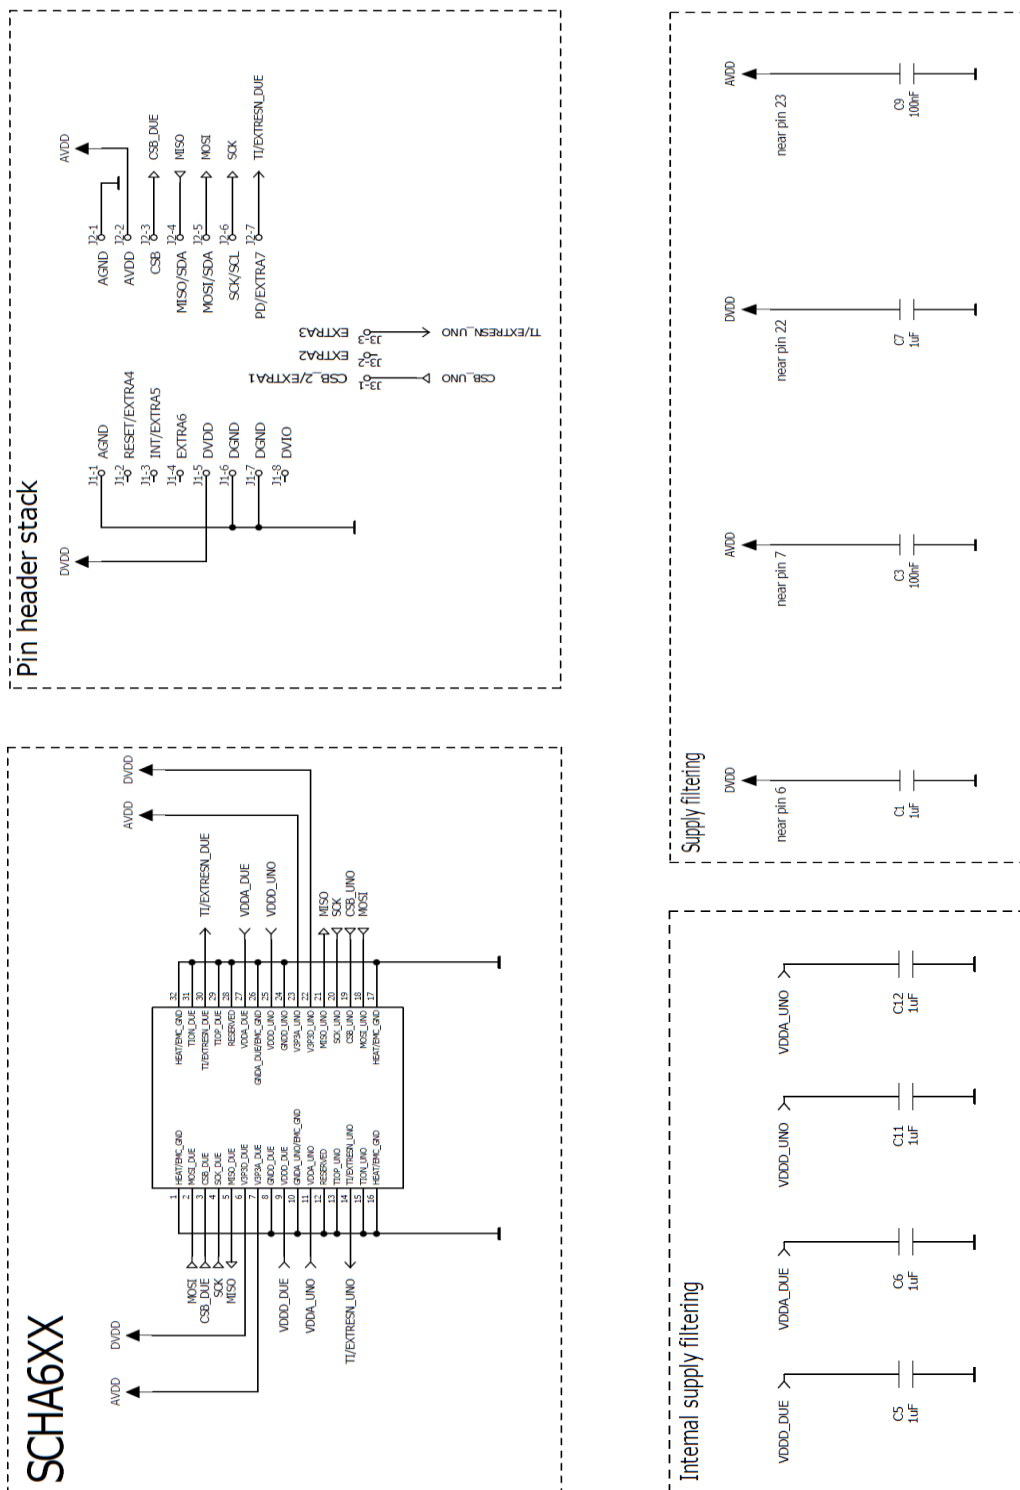 SCHA6XX
AVDD
DVDD
MOSI
CSB_DUE
SCK
MISO
VDDD_DUE
VDDA_UNO
TI/EXTRESN_UNO
1 HEAT/EMC_GND
2 MOSI_DUE
3 CSB_DUE
4 SCK_DUE
5 MISO_DUE
6 V3P3D_DUE
7 V3P3A_DUE
8 GNDD_DUE
9 VDDD_DUE
10 GNDA_UNO/EMC_GND
11 VDDA_UNO
12 RESERVED
13 TIOP_UNO
14 TI/EXTRESN_UNO
15 TION_UNO
16 HEAT/EMC_GND
HEAT/EMC_GND 32
TION_DUE 31
TI/EXTRESN_DUE 30
TIOP_DUE 29
RESERVED 28
VDDA_DUE 27
GNDA_DUE/EMC_GND 26
VDDD_UNO 25
GNDD_UNO 24
V3P3A_UNO 23
V3P3D_UNO 22
MISO_UNO 21
SCK_UNO 20
CSB_UNO 19
MOSI_UNO 18
HEAT/EMC_GND 17
AVDD
DVDD
TI/EXTRESN_DUE
VDDA_DUE
VDDD_UNO
MISO
SCK
CSB_UNO
MOSI
Pin header stack
DVDD
J1-1 AGND
J1-2 RESET/EXTRA4
J1-3 INT/EXTRA5
J1-4 EXTRA6
J1-5 DVDD
J1-6 DGND
J1-7 DGND
J1-8 DVIO
CSB_2/EXTRA1 J3-1 CSB_UNO
EXTRA2 J3-2
EXTRA3 J3-3 TI/EXTRESN_UNO
AVDD
AGND J2-1
AVDD J2-2
CSB J2-3 CSB_DUE
MISO/SDA J2-4 MISO
MOSI/SDA J2-5 MOSI
SCK/SCL J2-6 SCK
PD/EXTRA7 J2-7 TI/EXTRESN_DUE
Internal supply filtering
VDDD_DUE
C5
1uF
VDDA_DUE
C6
1uF
VDDD_UNO
C11
1uF
VDDA_UNO
C12
1uF
Supply filtering
DVDD
near pin 6
C1
1uF
AVDD
near pin 7
C3
100nF
DVDD
near pin 22
C7
1uF
AVDD
near pin 23
C9
100nF